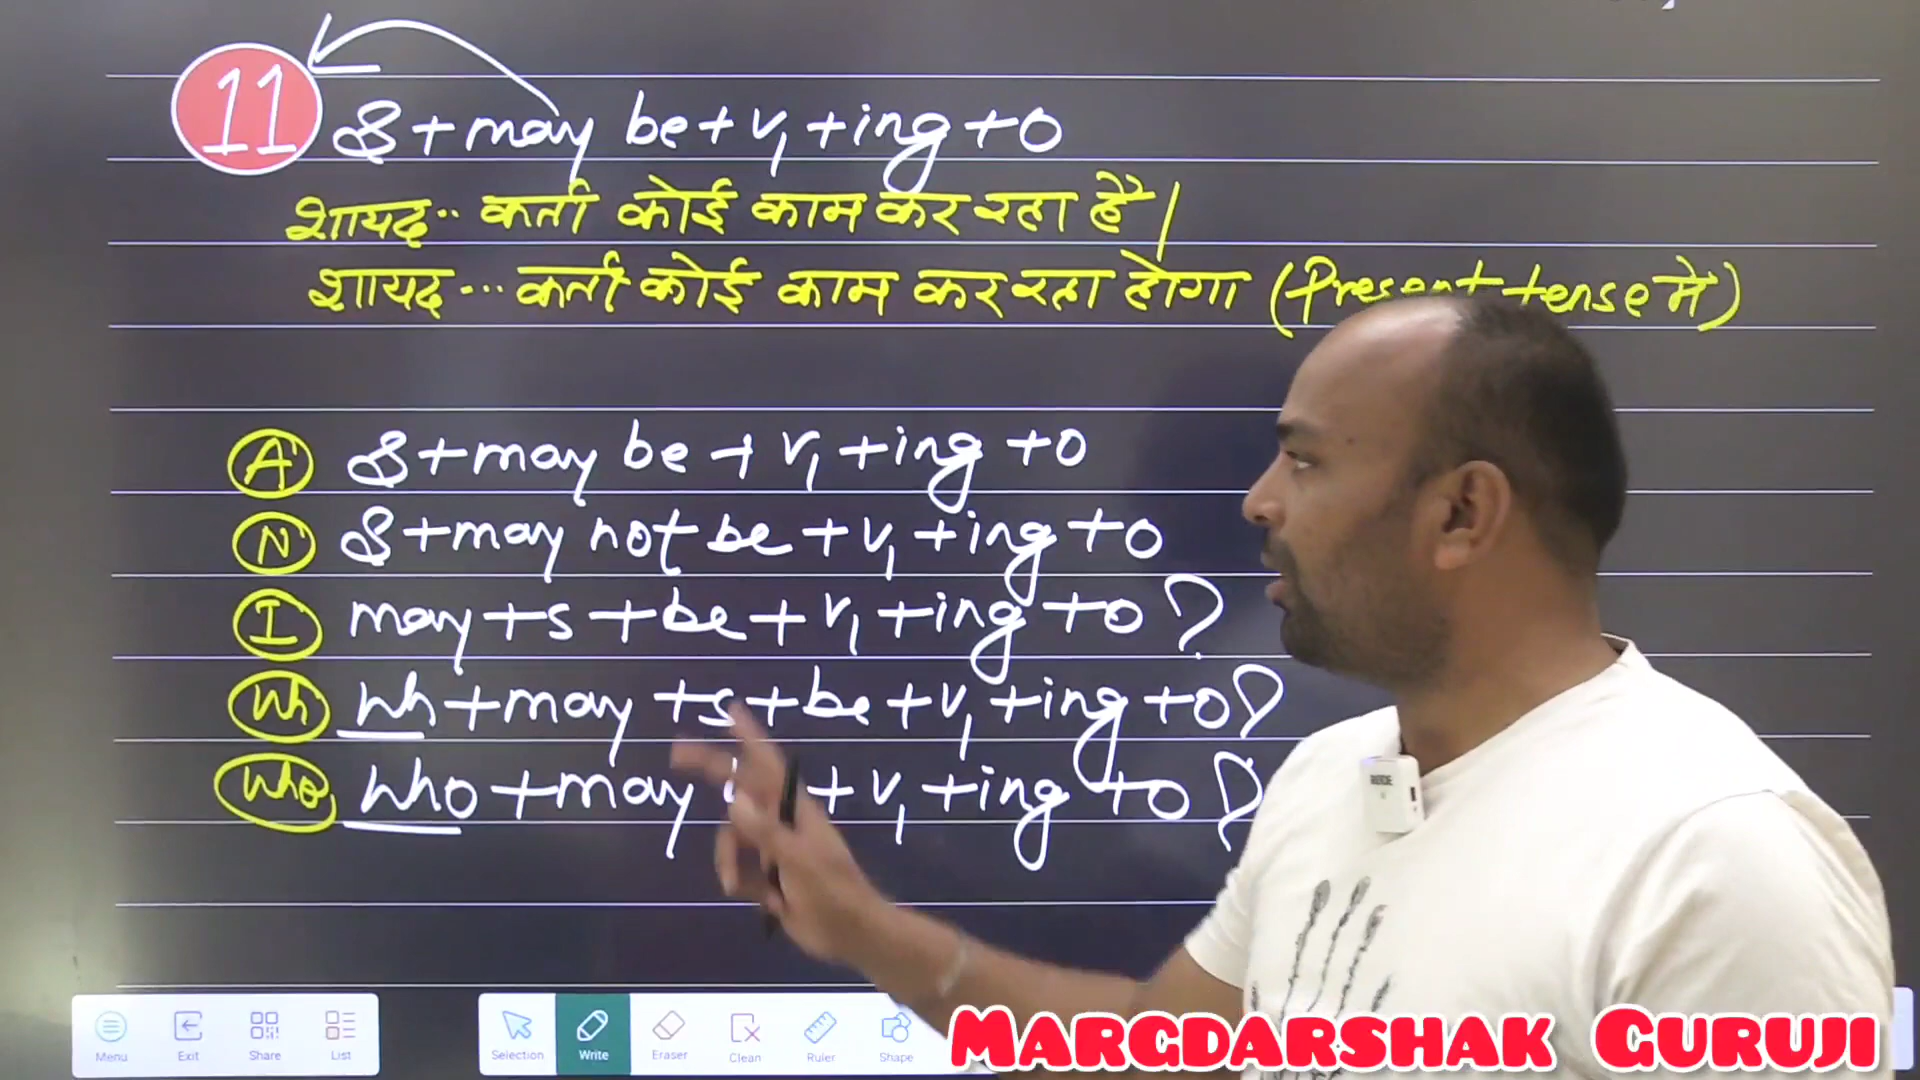 11 S+may be+V1+ing+O
शायद.. कर्ता कोई काम कर रहा है।
शायद... कर्ता कोई काम कर रहा होगा (Present tense में)
A S+may be+V1+ing+O
N S+may not be+V1+ing+O
I may+s+be+V1+ing+O?
Wh Wh+may+s+be+V1+ing+O?
Who Who+may +V1+ing+O?
Menu Exit Share List Selection Write Eraser Clean Ruler Shape
MARGDARSHAK GURUJI